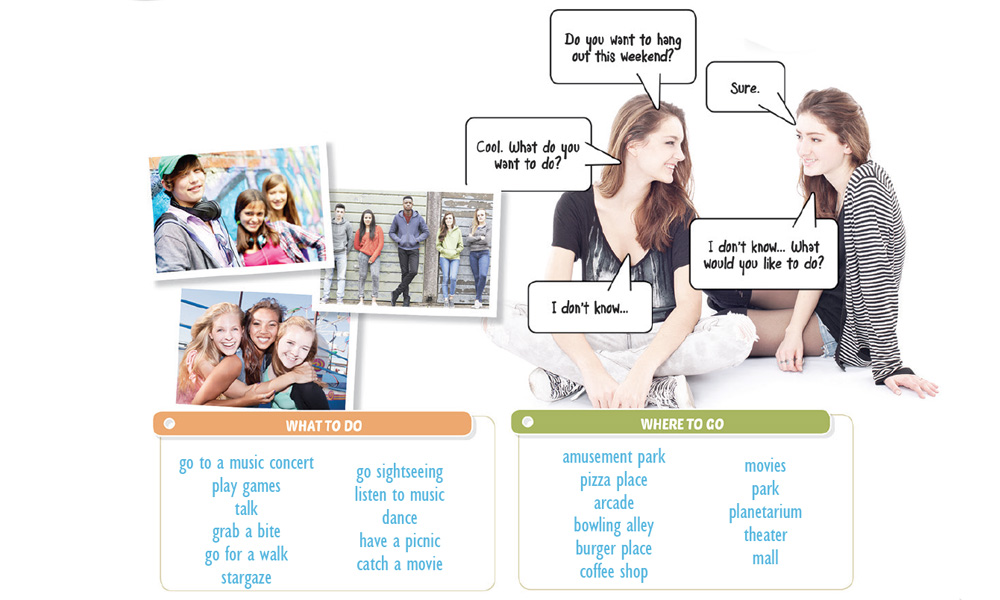 Do you want to hang
out this weekend?
Sure.
Cool. What do you
want to do?
I don't know... What
would you like to do?
I don't know...
WHAT TO DO
go to a music concert
play games
talk
grab a bite
go for a walk
stargaze
go sightseeing
listen to music
dance
have a picnic
catch a movie
WHERE TO GO
amusement park
pizza place
arcade
bowling alley
burger place
coffee shop
movies
park
planetarium
theater
mall